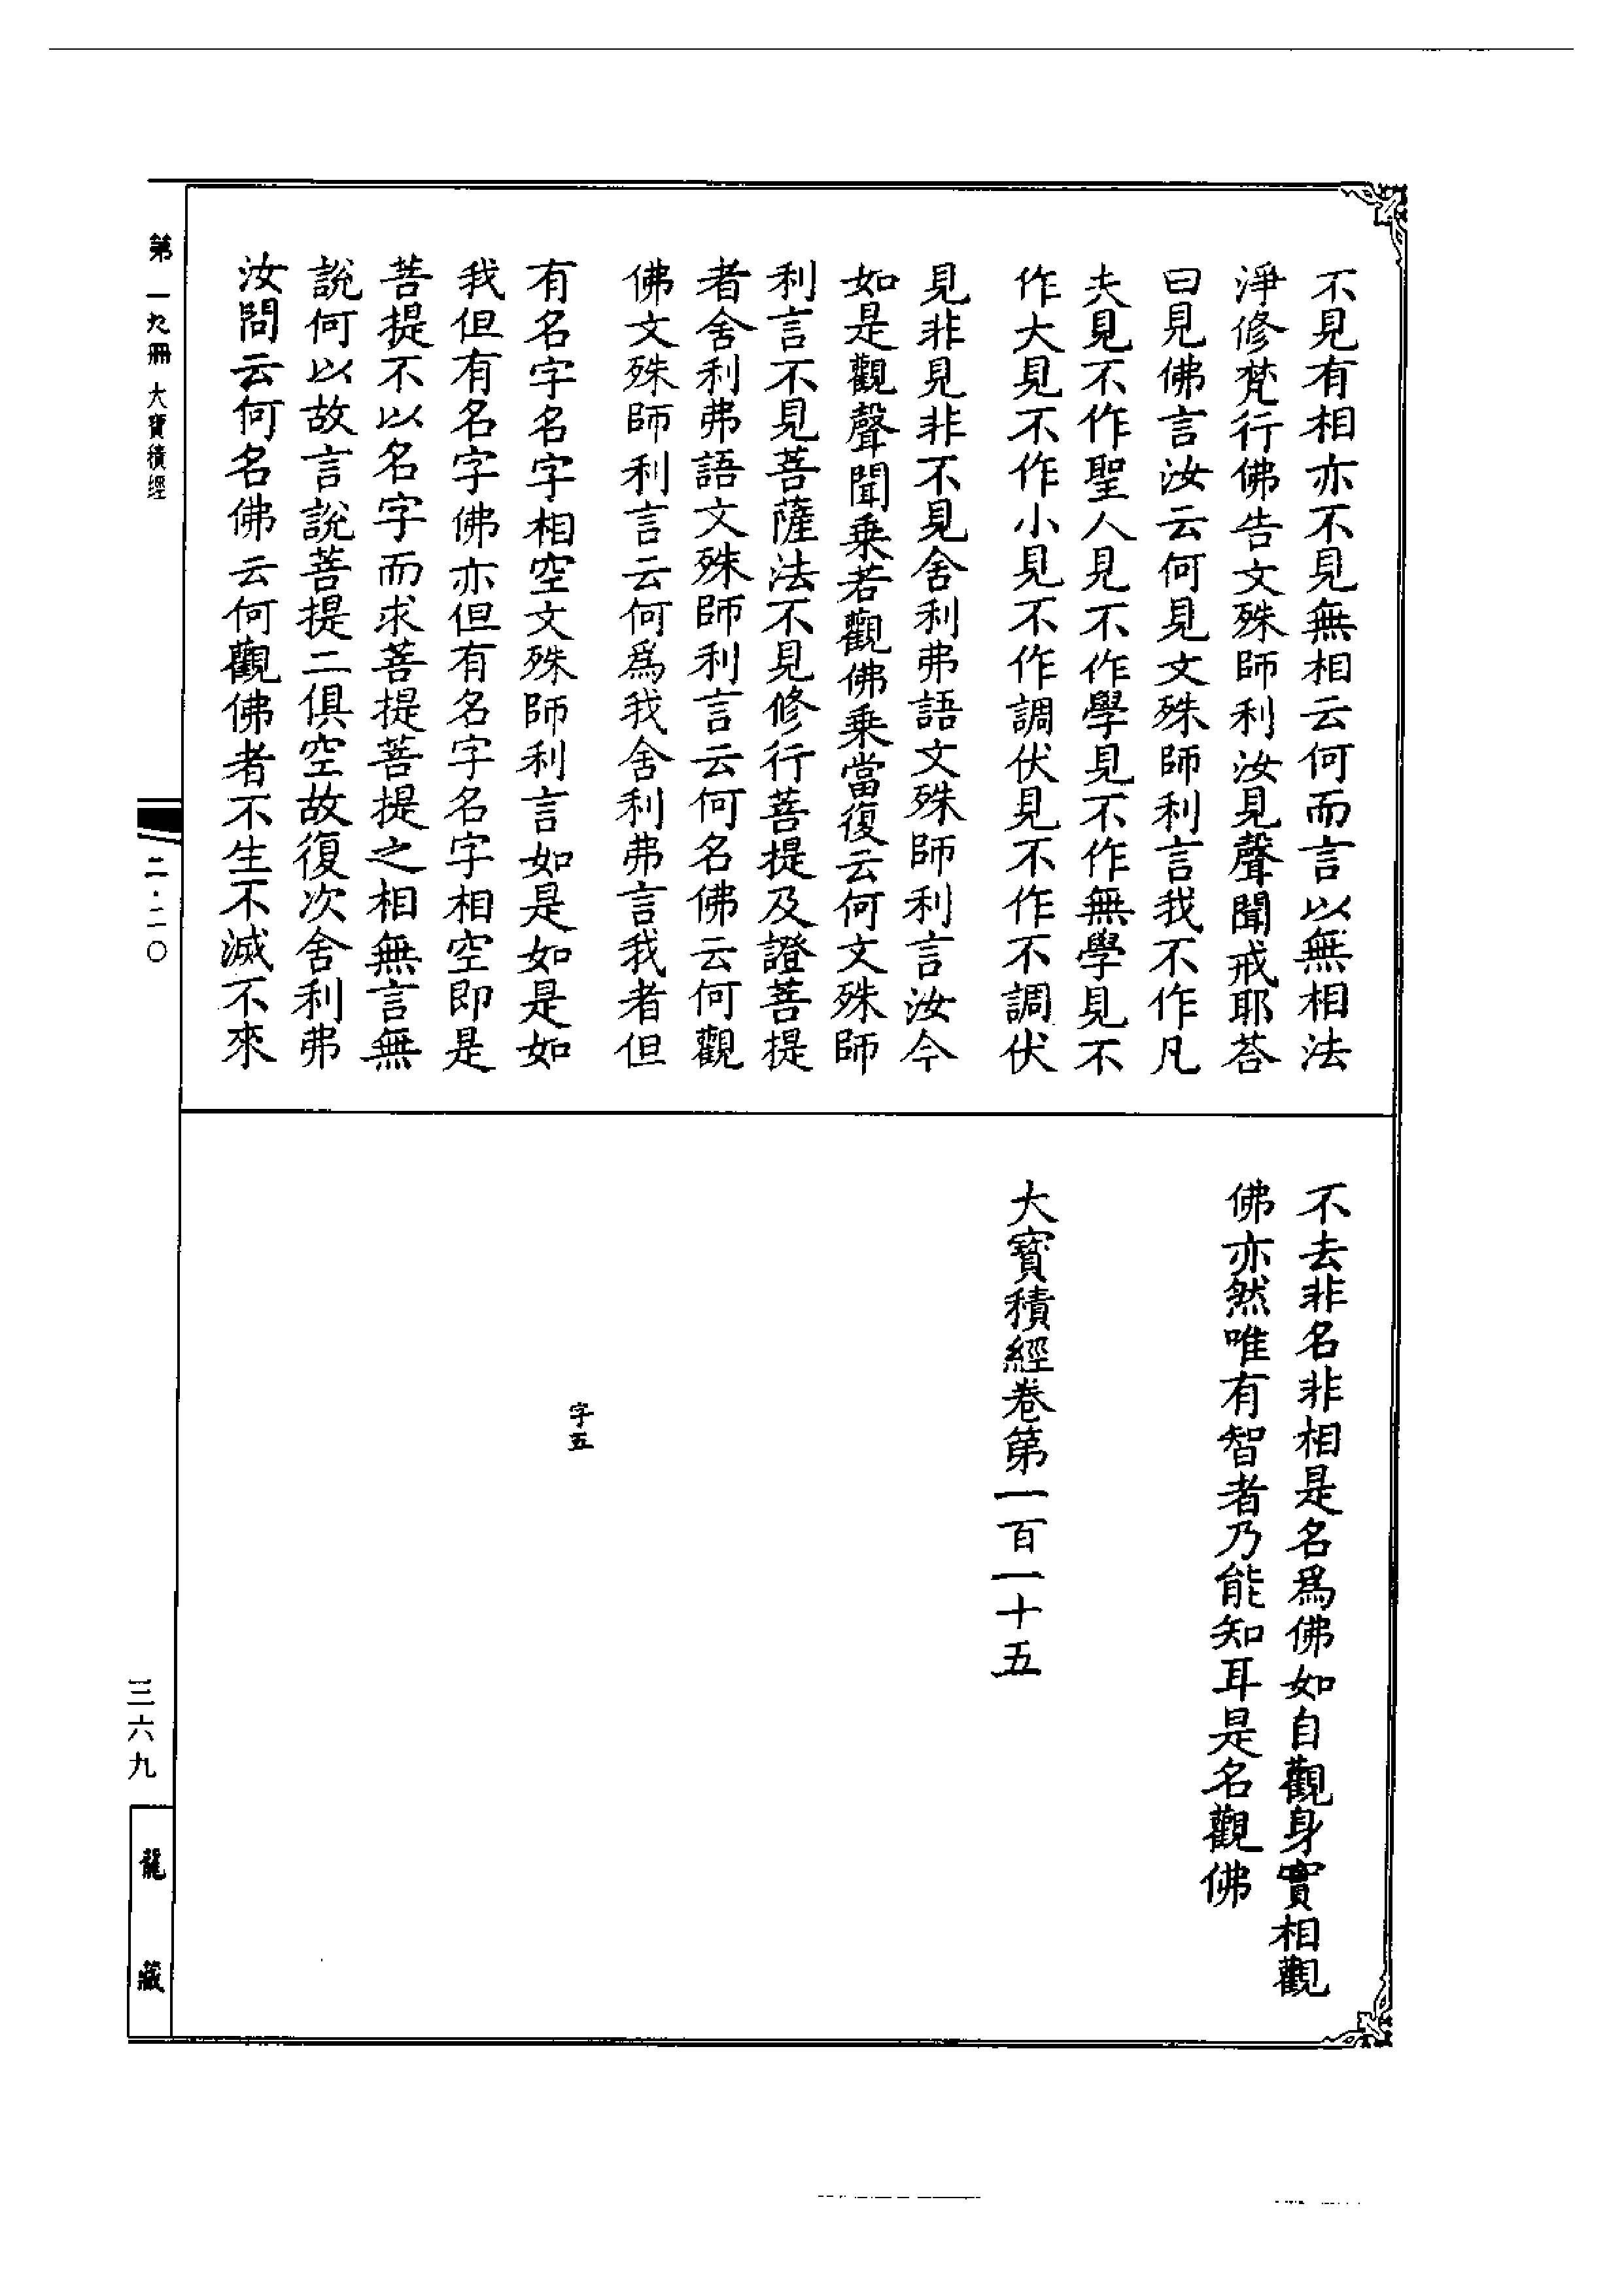 不見有相亦不見無相云何而言以無相法
淨修梵行佛告文殊師利汝見聲聞戒耶荅
曰見佛言汝云何見文殊師利言我不作凡
夫見不作聖人見不作學見不作無學見不
作大見不作小見不作調伏見不作不調伏
見非見非不見舍利弗語文殊師利言汝今
如是觀聲聞乗若觀佛乗當復云何文殊師
利言不見菩薩法不見修行菩提及證菩提
者舍利弗語文殊師利言云何名佛云何觀
佛文殊師利言云何爲我舍利弗言我者但
有名字名字相空文殊師利言如是如是如
我但有名字佛亦但有名字名字相空即是
菩提不以名字而求菩提菩提之相無言無
說何以故言說菩提二俱空故復次舍利弗
汝問云何名佛云何觀佛者不生不滅不來
不去非名非相是名爲佛如自觀身實相觀
佛亦然唯有智者乃能知耳是名觀佛
大寳積經卷第一百一十五
字五
第一九冊 大寶積經
二·二〇
三六九
龍藏